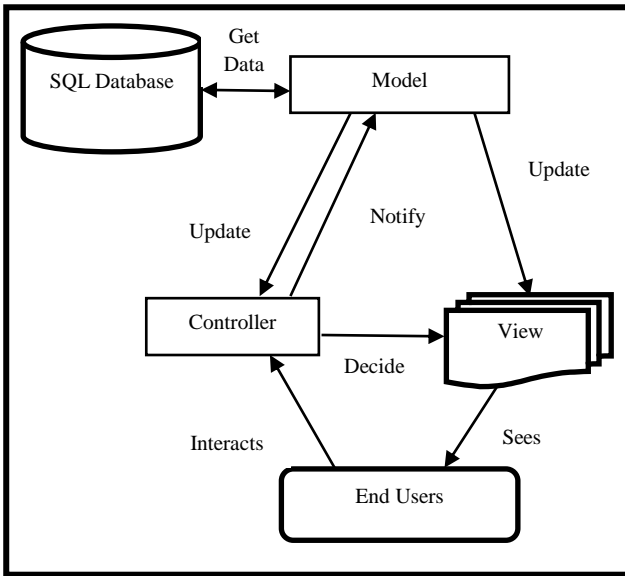 Get
Data
SQL Database
Model
Update
Notify
Update
Controller
View
Decide
Interacts
Sees
End Users